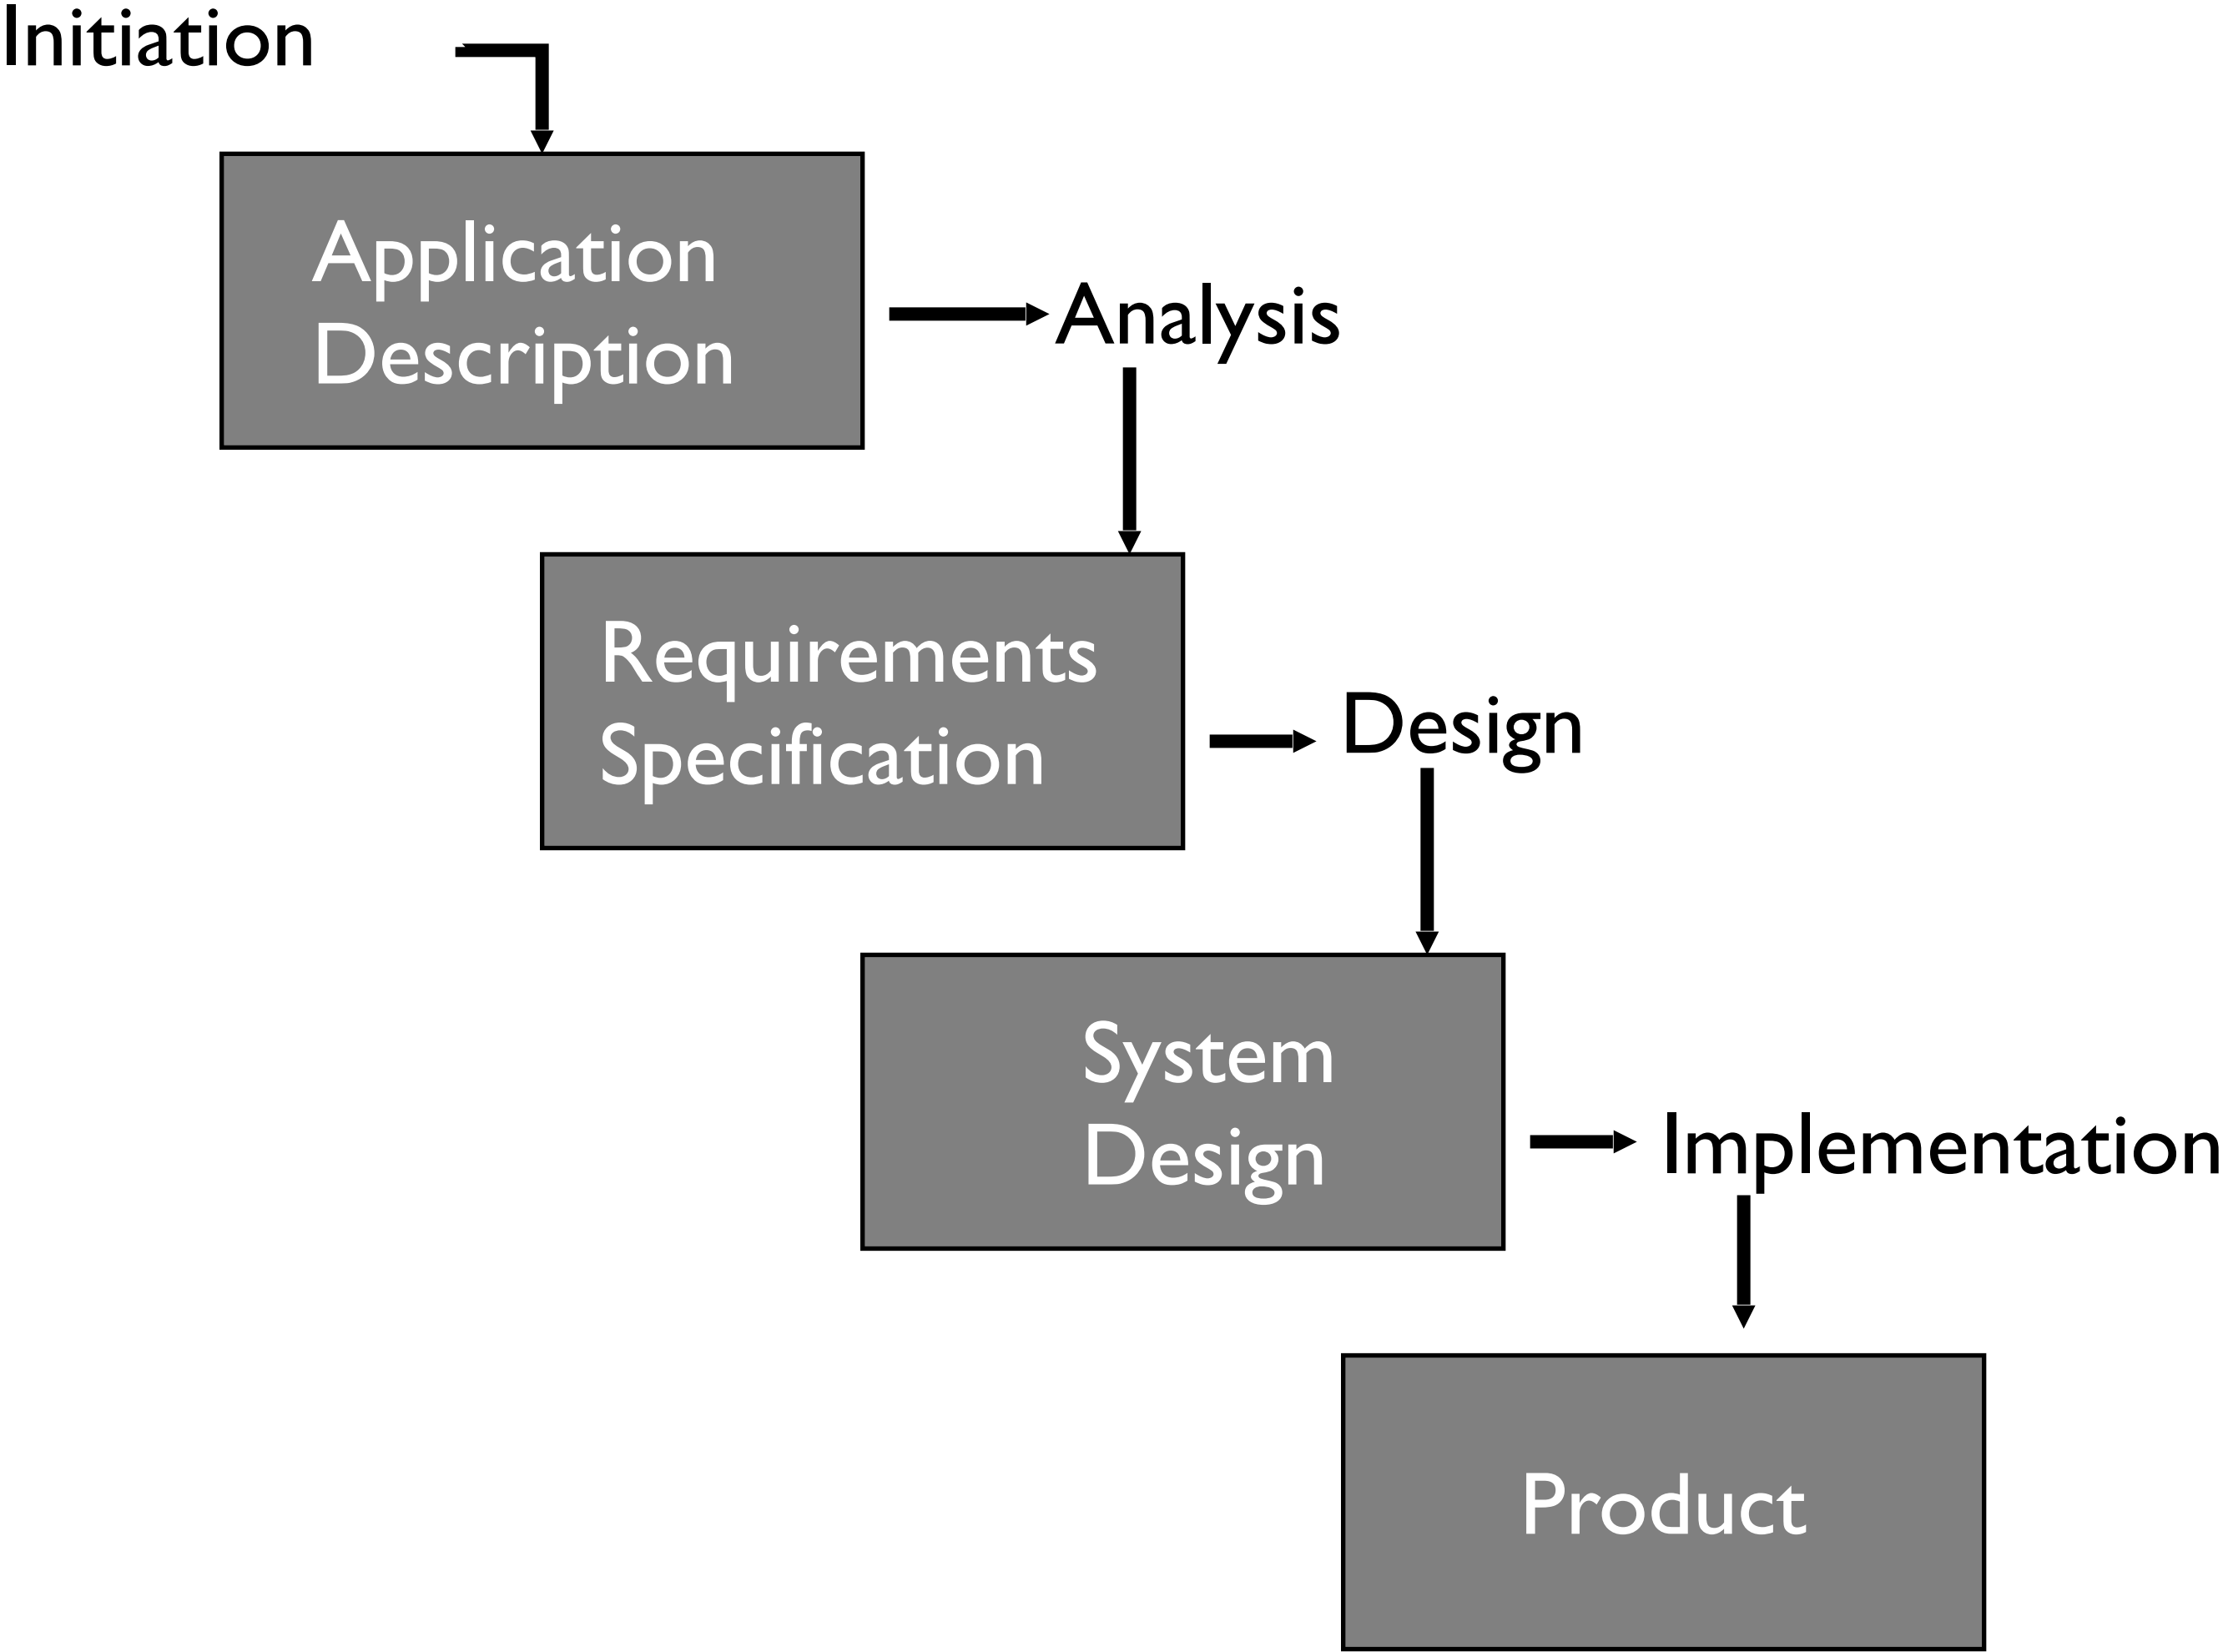 Initiation
Application
Description
Analysis
Requirements
Specification
Design
System
Design
Implementation
Product